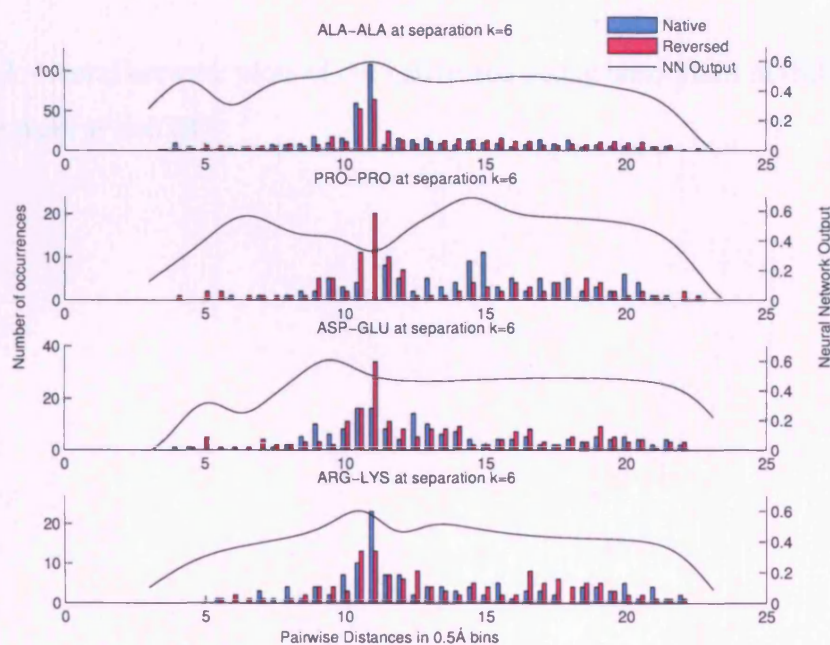 ALA-ALA at separation k=6
Native
Reversed
NN Output
100
50
0
0.8
0.6
0.4
0.2
0
0 5 10 15 20 25
PRO-PRO at separation k=6
20
10
0
0.6
0.4
0.2
0
0 5 10 15 20 25
ASP-GLU at separation k=6
40
20
0
0.6
0.4
0.2
0
0 5 10 15 20 25
ARG-LYS at separation k=6
20
10
0
0.6
0.4
0.2
0
0 5 10 15 20 25
Number of occurrences
Neural Network Output
Pairwise Distances in 0.5Å bins